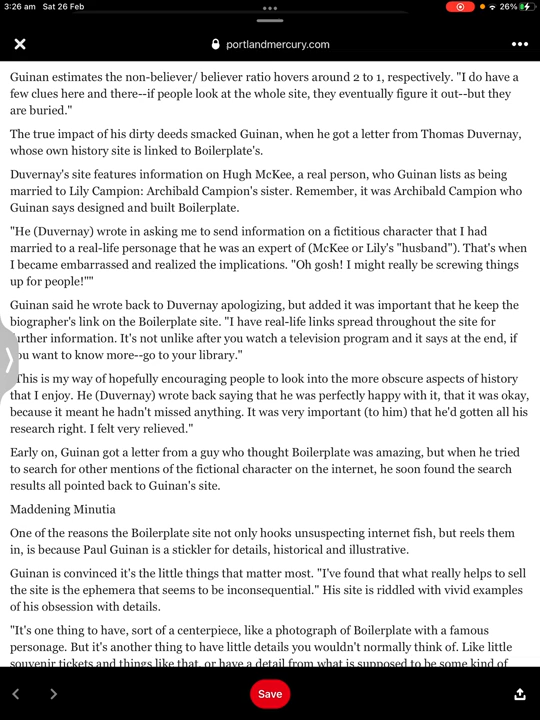 3:26 am Sat 26 Feb
26%
portlandmercury.com
Guinan estimates the non-believer/ believer ratio hovers around 2 to 1, respectively. "I do have a
few clues here and there--if people look at the whole site, they eventually figure it out--but they
are buried."
The true impact of his dirty deeds smacked Guinan, when he got a letter from Thomas Duvernay,
whose own history site is linked to Boilerplate's.
Duvernay's site features information on Hugh McKee, a real person, who Guinan lists as being
married to Lily Campion: Archibald Campion's sister. Remember, it was Archibald Campion who
Guinan says designed and built Boilerplate.
"He (Duvernay) wrote in asking me to send information on a fictitious character that I had
married to a real-life personage that he was an expert of (McKee or Lily's "husband"). That's when
I became embarrassed and realized the implications. "Oh gosh! I might really be screwing things
up for people!""
Guinan said he wrote back to Duvernay apologizing, but added it was important that he keep the
biographer's link on the Boilerplate site. "I have real-life links spread throughout the site for
urther information. It's not unlike after you watch a television program and it says at the end, if
ou want to know more--go to your library."
This is my way of hopefully encouraging people to look into the more obscure aspects of history
that I enjoy. He (Duvernay) wrote back saying that he was perfectly happy with it, that it was okay,
because it meant he hadn't missed anything. It was very important (to him) that he'd gotten all his
research right. I felt very relieved."
Early on, Guinan got a letter from a guy who thought Boilerplate was amazing, but when he tried
to search for other mentions of the fictional character on the internet, he soon found the search
results all pointed back to Guinan's site.
Maddening Minutia
One of the reasons the Boilerplate site not only hooks unsuspecting internet fish, but reels them
in, is because Paul Guinan is a stickler for details, historical and illustrative.
Guinan is convinced it's the little things that matter most. "I've found that what really helps to sell
the site is the ephemera that seems to be inconsequential." His site is riddled with vivid examples
of his obsession with details.
"It's one thing to have, sort of a centerpiece, like a photograph of Boilerplate with a famous
personage. But it's another thing to have little details you wouldn't normally think of. Like little
souvenir tickets and things like that, or have a detail from what is supposed to be some kind of
Save